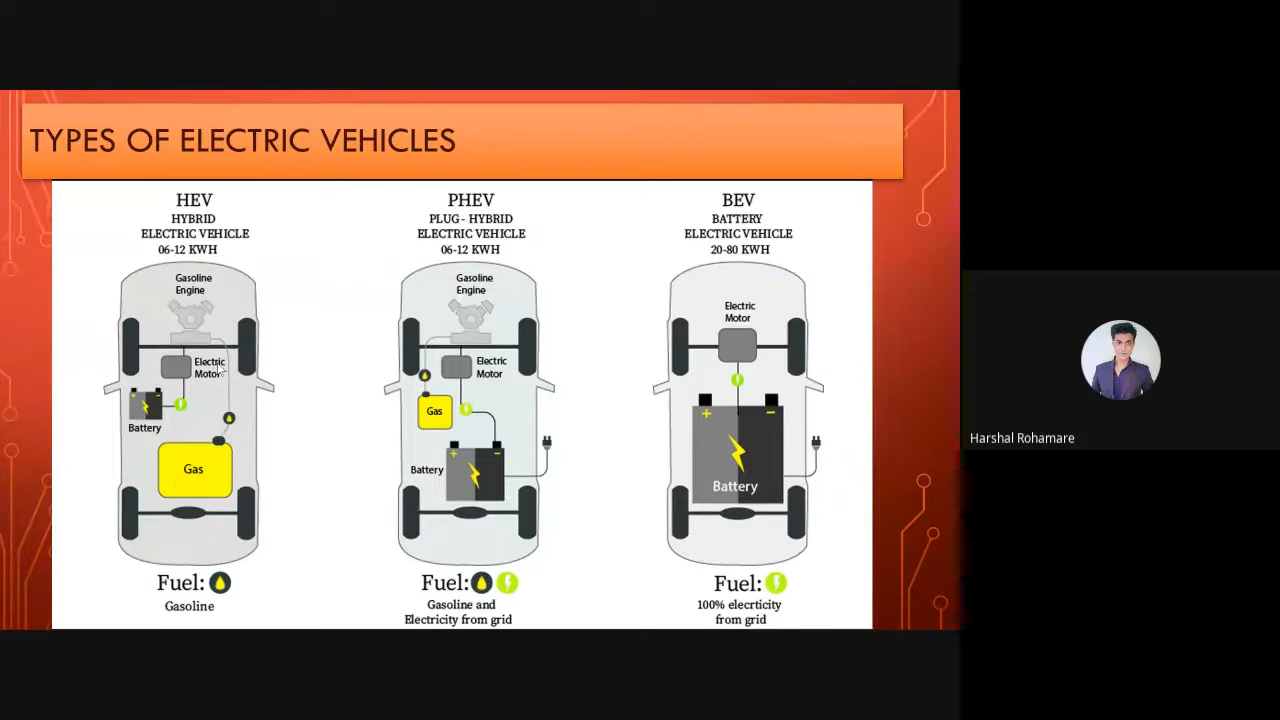 TYPES OF ELECTRIC VEHICLES
HEV
HYBRID
ELECTRIC VEHICLE
06-12 KWH
Gasoline
Engine
Electric
Motor
+ -
Battery
Gas
Fuel:
Gasoline
PHEV
PLUG - HYBRID
ELECTRIC VEHICLE
06-12 KWH
Gasoline
Engine
Electric
Motor
Gas
+ -
Battery
Fuel:
Gasoline and
Electricity from grid
BEV
BATTERY
ELECTRIC VEHICLE
20-80 KWH
Electric
Motor
+ -
Battery
Fuel:
100% elecrticity
from grid
Harshal Rohamare